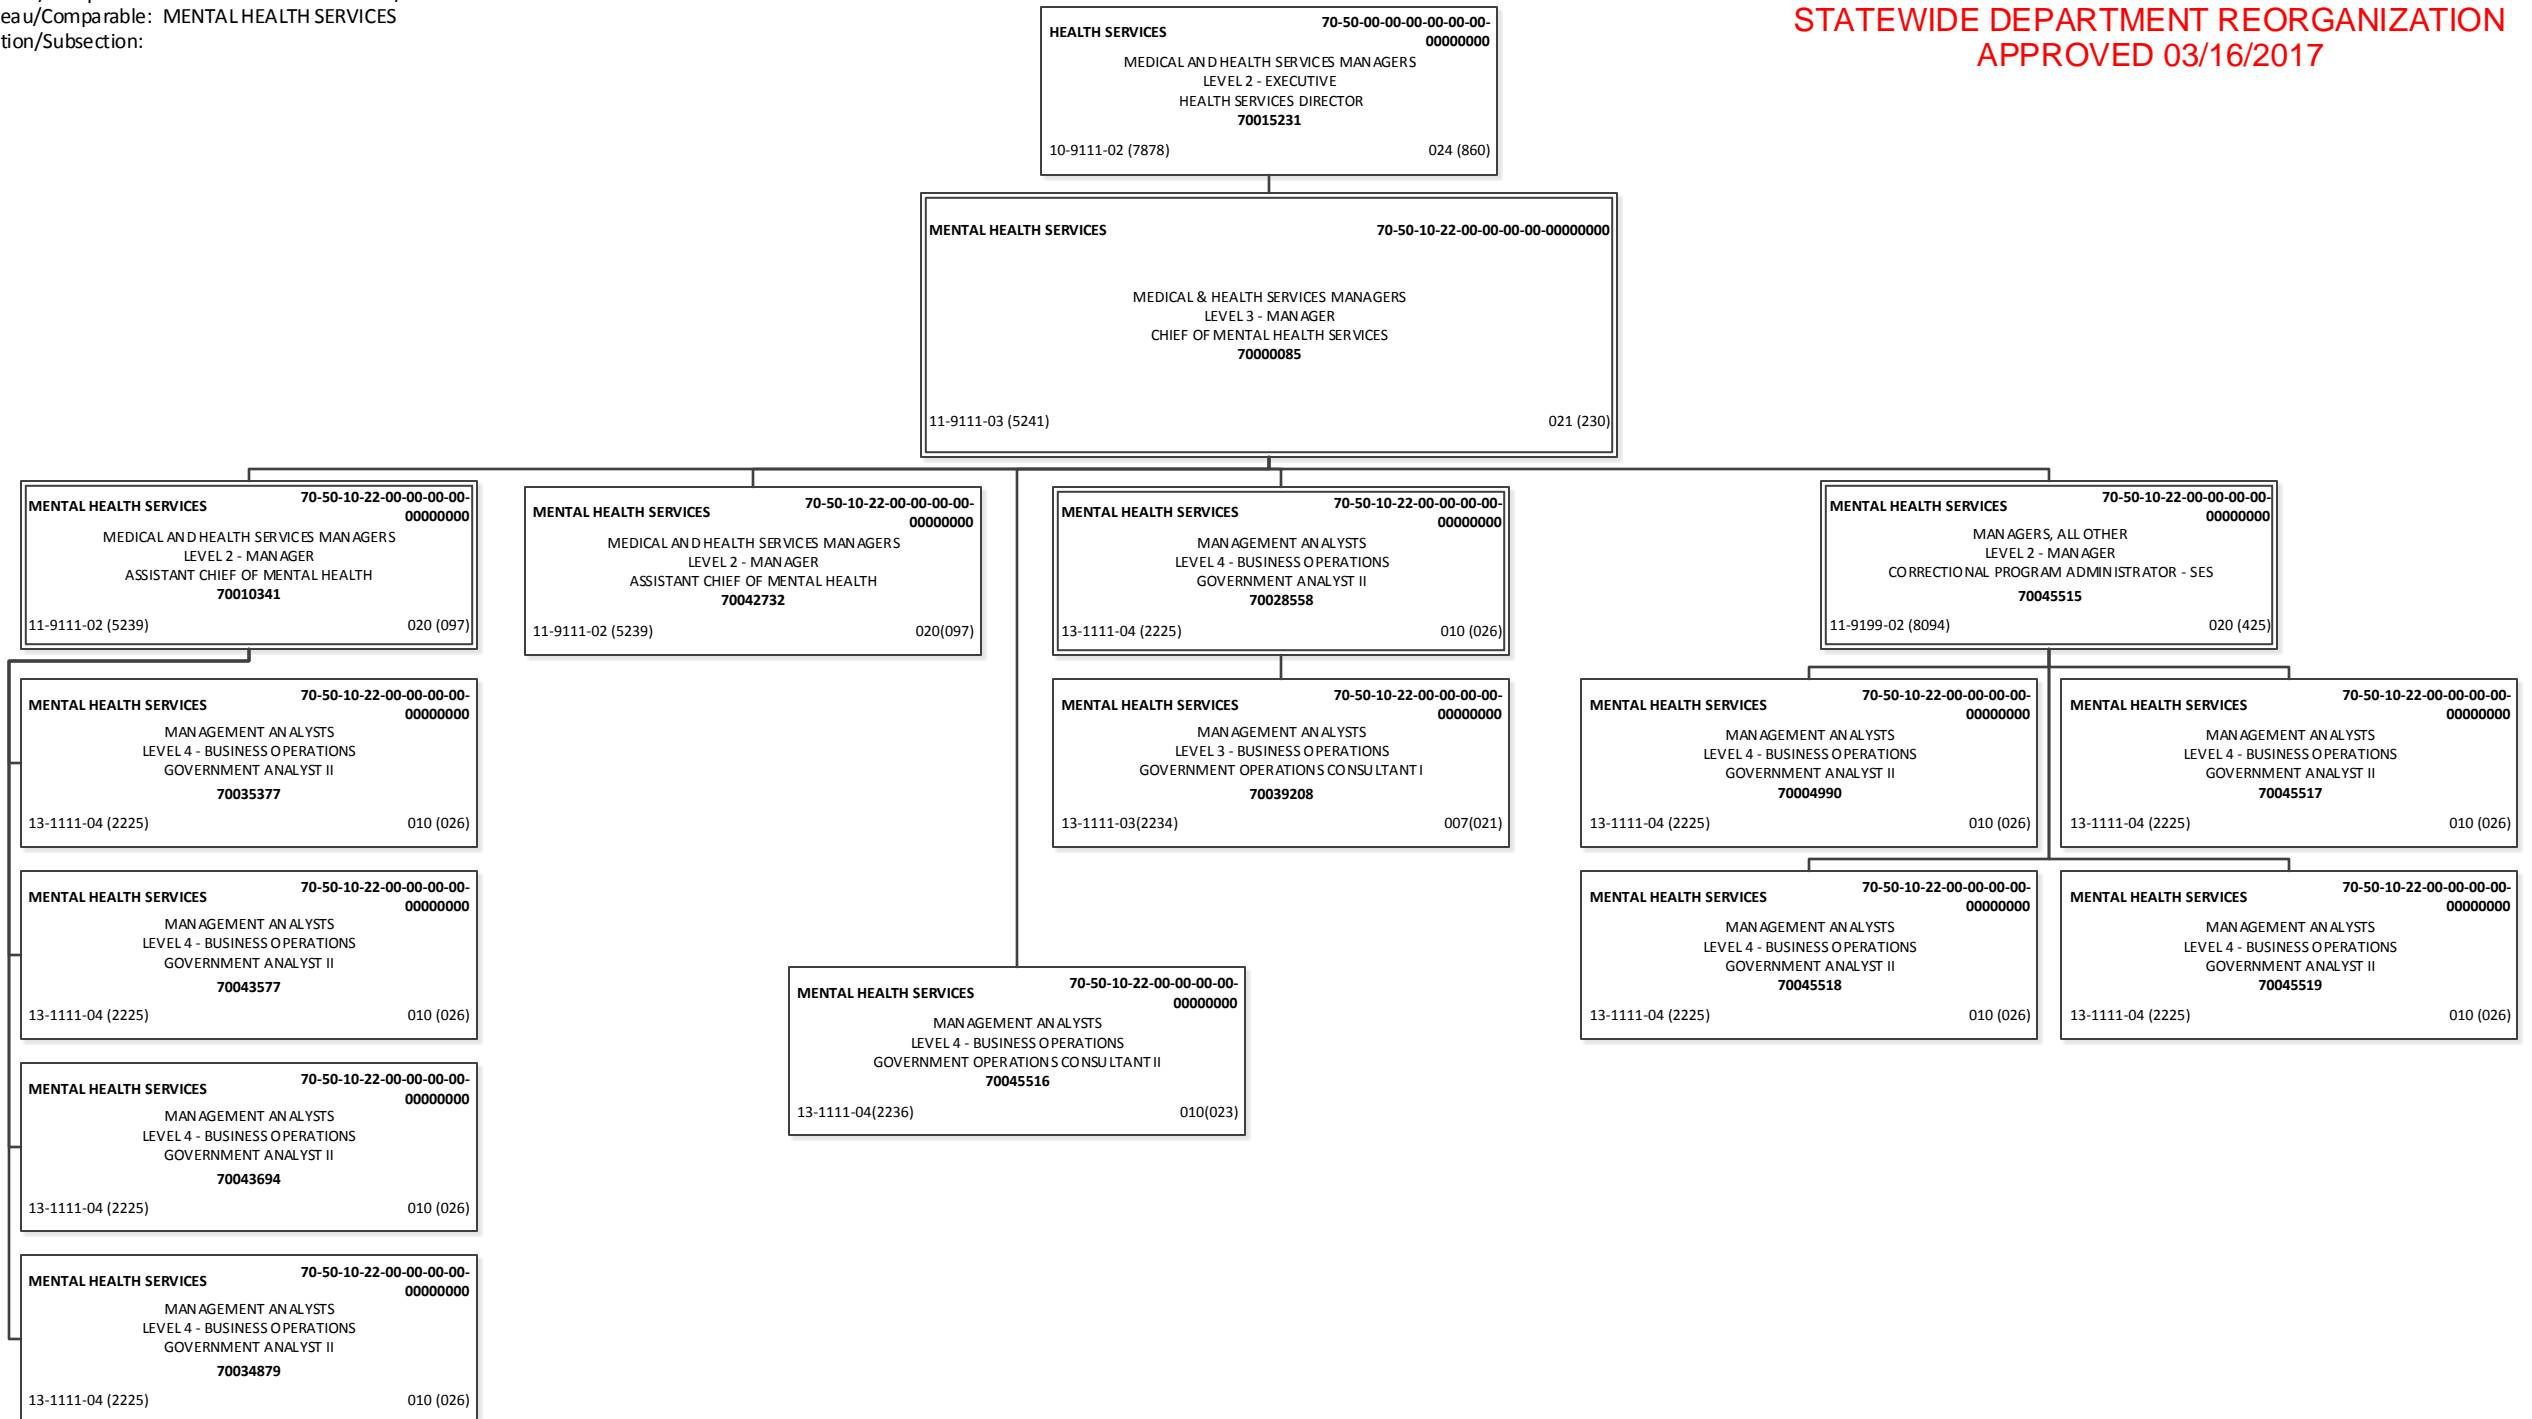 eau/Comparable: MENTAL HEALTH SERVICES
tion/Subsection:
STATEWIDE DEPARTMENT REORGANIZATION
APPROVED 03/16/2017
HEALTH SERVICES
70-50-00-00-00-00-00-00-
00000000
MEDICAL AND HEALTH SERVICES MANAGERS
LEVEL 2 - EXECUTIVE
HEALTH SERVICES DIRECTOR
70015231
10-9111-02 (7878)
024 (860)
MENTAL HEALTH SERVICES
70-50-10-22-00-00-00-00-00000000
MEDICAL & HEALTH SERVICES MANAGERS
LEVEL 3 - MANAGER
CHIEF OF MENTAL HEALTH SERVICES
70000085
11-9111-03 (5241)
021 (230)
MENTAL HEALTH SERVICES
70-50-10-22-00-00-00-00-
00000000
MEDICAL AND HEALTH SERVICES MANAGERS
LEVEL 2 - MANAGER
ASSISTANT CHIEF OF MENTAL HEALTH
70010341
11-9111-02 (5239)
020 (097)
MENTAL HEALTH SERVICES
70-50-10-22-00-00-00-00-
00000000
MEDICAL AND HEALTH SERVICES MANAGERS
LEVEL 2 - MANAGER
ASSISTANT CHIEF OF MENTAL HEALTH
70042732
11-9111-02 (5239)
020(097)
MENTAL HEALTH SERVICES
70-50-10-22-00-00-00-00-
00000000
MANAGEMENT ANALYSTS
LEVEL 4 - BUSINESS OPERATIONS
GOVERNMENT ANALYST II
70028558
13-1111-04 (2225)
010 (026)
MENTAL HEALTH SERVICES
70-50-10-22-00-00-00-00-
00000000
MANAGERS, ALL OTHER
LEVEL 2 - MANAGER
CORRECTIONAL PROGRAM ADMINISTRATOR - SES
70045515
11-9199-02 (8094)
020 (425)
MENTAL HEALTH SERVICES
70-50-10-22-00-00-00-00-
00000000
MANAGEMENT ANALYSTS
LEVEL 4 - BUSINESS OPERATIONS
GOVERNMENT ANALYST II
70035377
13-1111-04 (2225)
010 (026)
MENTAL HEALTH SERVICES
70-50-10-22-00-00-00-00-
00000000
MANAGEMENT ANALYSTS
LEVEL 3 - BUSINESS OPERATIONS
GOVERNMENT OPERATIONS CONSULTANT I
70039208
13-1111-03(2234)
007(021)
MENTAL HEALTH SERVICES
70-50-10-22-00-00-00-00-
00000000
MANAGEMENT ANALYSTS
LEVEL 4 - BUSINESS OPERATIONS
GOVERNMENT ANALYST II
70004990
13-1111-04 (2225)
010 (026)
MENTAL HEALTH SERVICES
70-50-10-22-00-00-00-00-
00000000
MANAGEMENT ANALYSTS
LEVEL 4 - BUSINESS OPERATIONS
GOVERNMENT ANALYST II
70045517
13-1111-04 (2225)
010 (026)
MENTAL HEALTH SERVICES
70-50-10-22-00-00-00-00-
00000000
MANAGEMENT ANALYSTS
LEVEL 4 - BUSINESS OPERATIONS
GOVERNMENT ANALYST II
70043577
13-1111-04 (2225)
010 (026)
MENTAL HEALTH SERVICES
70-50-10-22-00-00-00-00-
00000000
MANAGEMENT ANALYSTS
LEVEL 4 - BUSINESS OPERATIONS
GOVERNMENT ANALYST II
70045518
13-1111-04 (2225)
010 (026)
MENTAL HEALTH SERVICES
70-50-10-22-00-00-00-00-
00000000
MANAGEMENT ANALYSTS
LEVEL 4 - BUSINESS OPERATIONS
GOVERNMENT ANALYST II
70045519
13-1111-04 (2225)
010 (026)
MENTAL HEALTH SERVICES
70-50-10-22-00-00-00-00-
00000000
MANAGEMENT ANALYSTS
LEVEL 4 - BUSINESS OPERATIONS
GOVERNMENT OPERATIONS CONSULTANT II
70045516
13-1111-04(2236)
010(023)
MENTAL HEALTH SERVICES
70-50-10-22-00-00-00-00-
00000000
MANAGEMENT ANALYSTS
LEVEL 4 - BUSINESS OPERATIONS
GOVERNMENT ANALYST II
70043694
13-1111-04 (2225)
010 (026)
MENTAL HEALTH SERVICES
70-50-10-22-00-00-00-00-
00000000
MANAGEMENT ANALYSTS
LEVEL 4 - BUSINESS OPERATIONS
GOVERNMENT ANALYST II
70034879
13-1111-04 (2225)
010 (026)